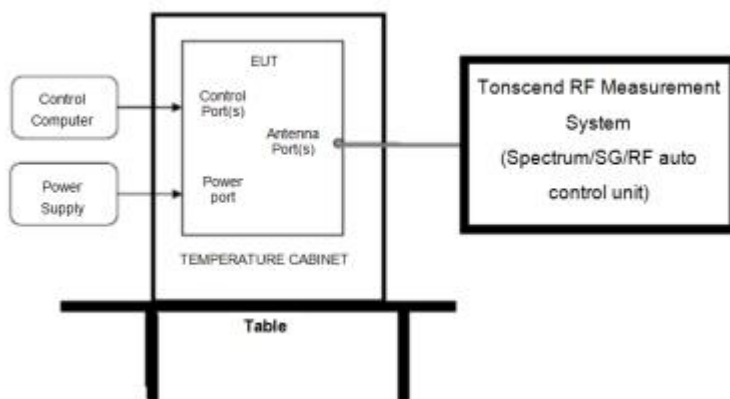 EUT
Control
Computer
Control
Port(s)
Antenna
Port(s)
Power
Supply
Power
port
TEMPERATURE CABINET
Table
Tonscend RF Measurement
System
(Spectrum/SG/RF auto
control unit)